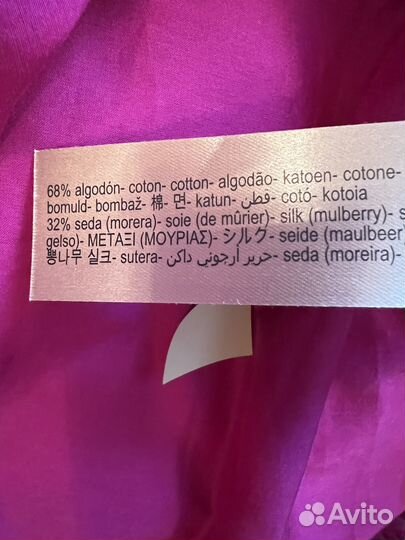 68% algodón- coton- cotton- algodão- katoen- cotone-
bomuld- bombaž- 棉- 면- katun- قطن- cotó- kotoia
32% seda (morera)- soie (de mûrier)- silk (mulberry)- s
gelso)- ΜΕΤΑΞΙ (ΜΟΥΡΙΑΣ)- シルク- seide (maulbeer)
뽕나무 실크- sutera- حرير أرجوني داكن- seda (moreira)-
Avito